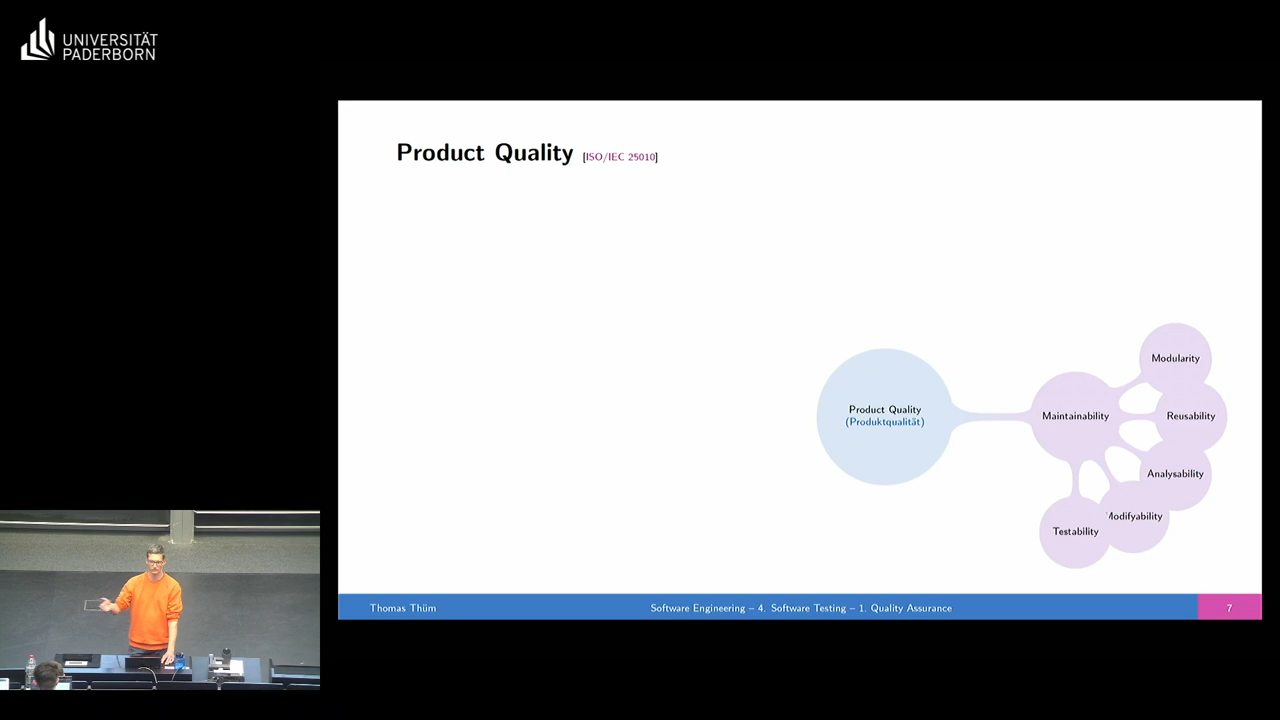 UNIVERSITÄT
PADERBORN
Product Quality [ISO/IEC 25010]
Modularity
Product Quality
(Produktqualität)
Maintainability
Reusability
Analysability
Modifyability
Testability
Thomas Thüm
Software Engineering – 4. Software Testing – 1. Quality Assurance
7